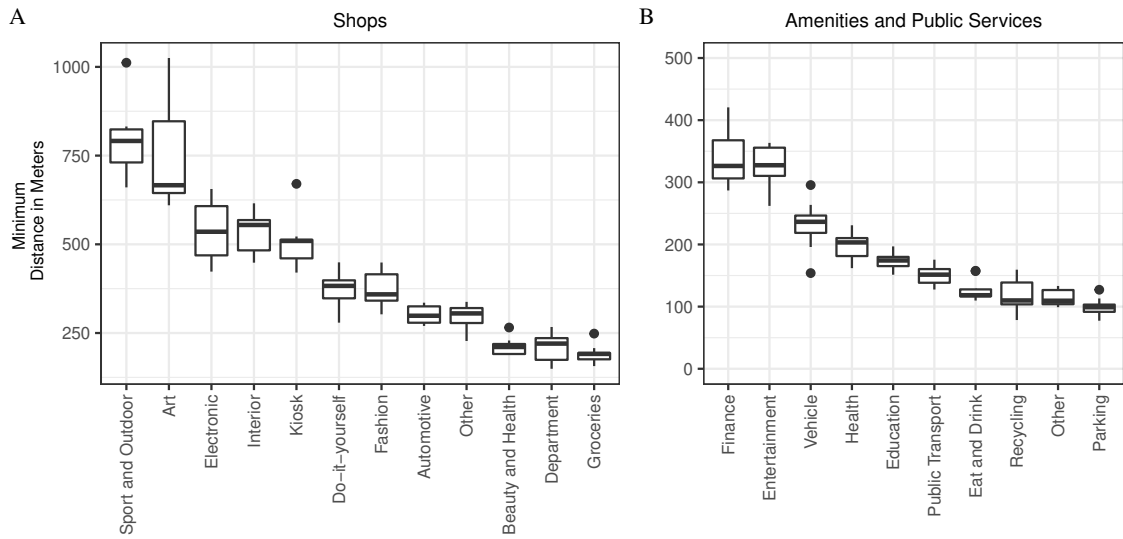 A
Shops
Minimum
Distance in Meters
1000
750
500
250
Sport and Outdoor
Art
Electronic
Interior
Kiosk
Do−it−yourself
Fashion
Automotive
Other
Beauty and Health
Department
Groceries
B
Amenities and Public Services
500
400
300
200
100
0
Finance
Entertainment
Vehicle
Health
Education
Public Transport
Eat and Drink
Recycling
Other
Parking